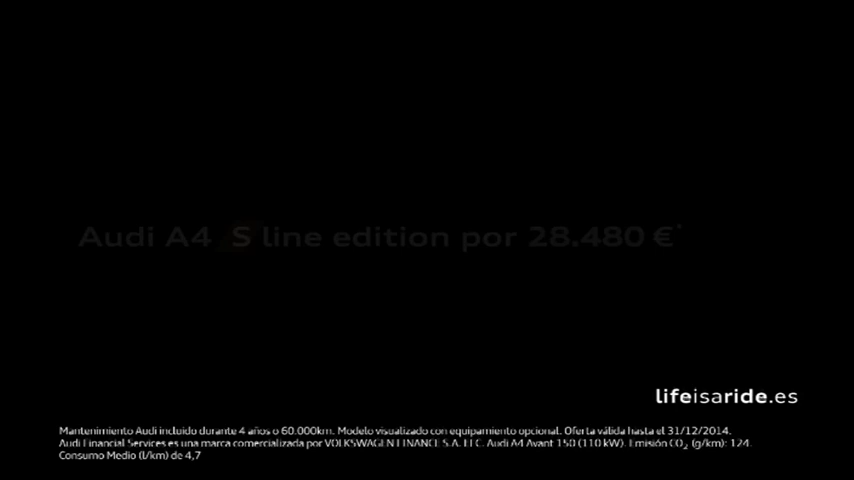 Audi A4 S line edition por 28.480 €*
lifeisaride.es
Mantenimiento Audi incluido durante 4 años o 60.000km. Modelo visualizado con equipamiento opcional. Oferta válida hasta el 31/12/2014.
Audi Financial Services es una marca comercializada por VOLKSWAGEN FINANCE S.A. EFC. Audi A4 Avant 150 (110 kW). Emisión CO₂ (g/km): 124.
Consumo Medio (l/km) de 4,7